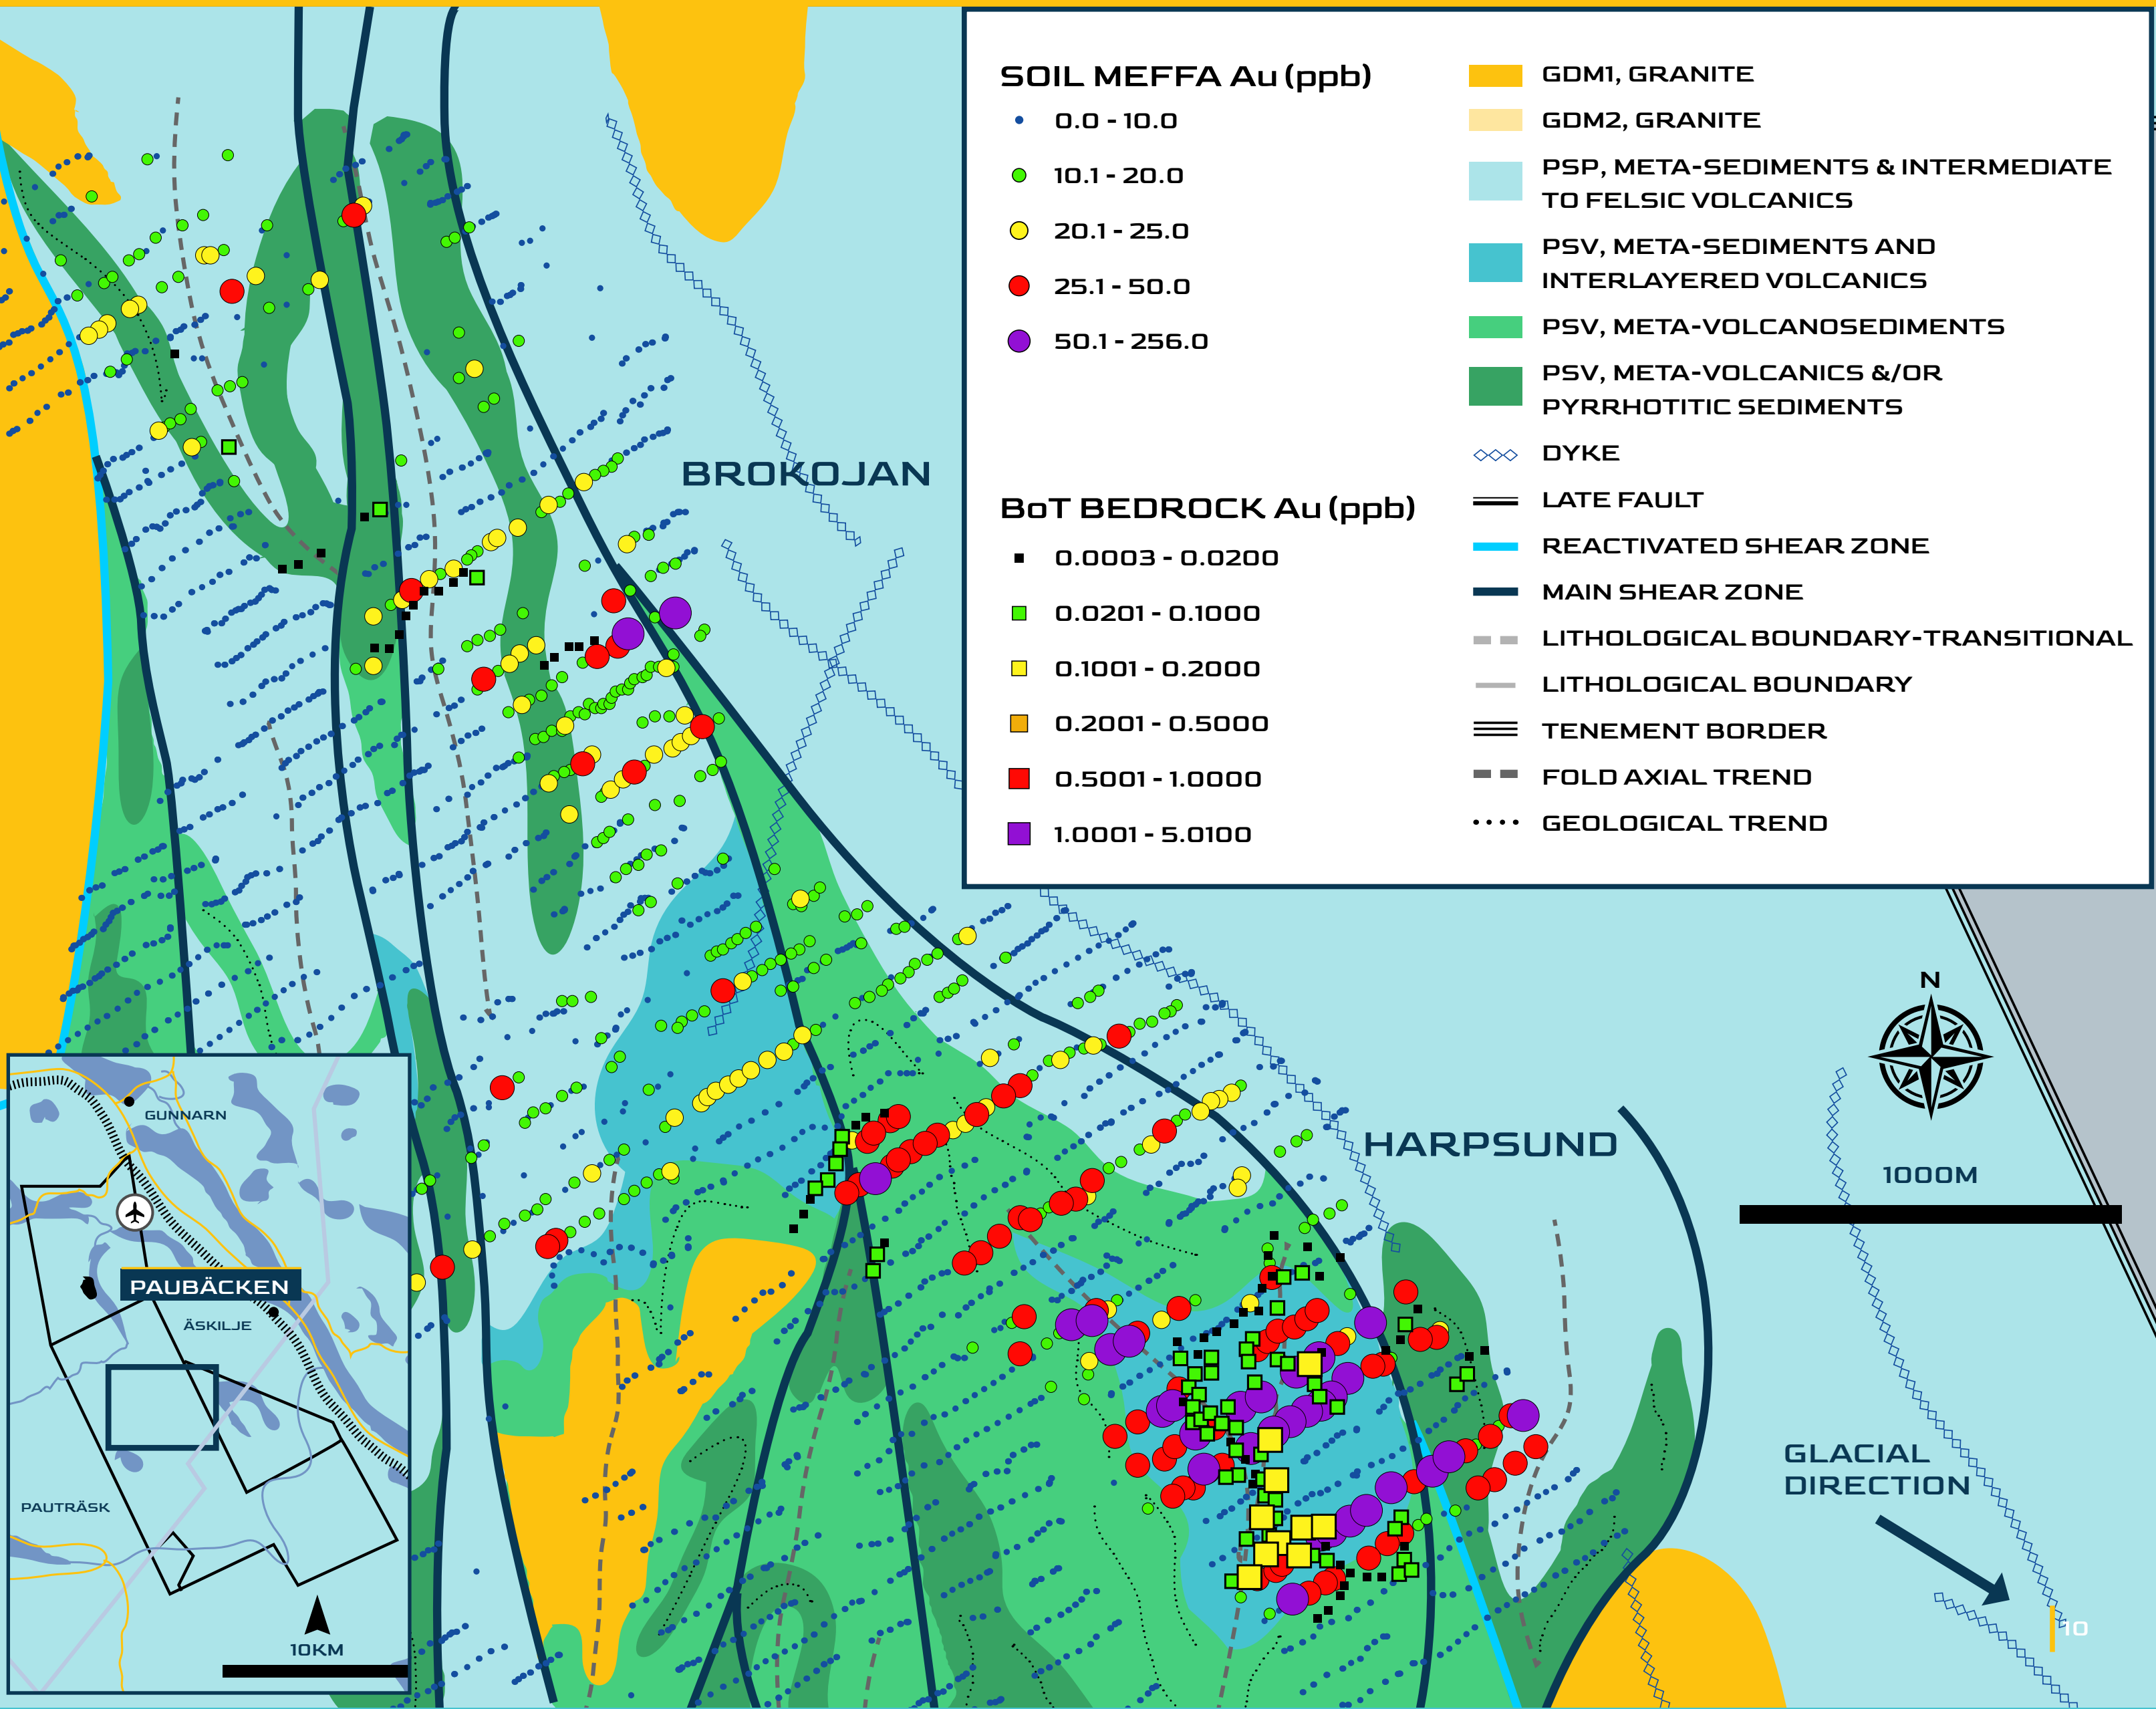 SOIL MEFFA Au (ppb)
0.0 - 10.0
10.1 - 20.0
20.1 - 25.0
25.1 - 50.0
50.1 - 256.0
BoT BEDROCK Au (ppb)
0.0003 - 0.0200
0.0201 - 0.1000
0.1001 - 0.2000
0.2001 - 0.5000
0.5001 - 1.0000
1.0001 - 5.0100
GDM1, GRANITE
GDM2, GRANITE
PSP, META-SEDIMENTS & INTERMEDIATE
TO FELSIC VOLCANICS
PSV, META-SEDIMENTS AND
INTERLAYERED VOLCANICS
PSV, META-VOLCANOSEDIMENTS
PSV, META-VOLCANICS &/OR
PYRRHOTITIC SEDIMENTS
DYKE
LATE FAULT
REACTIVATED SHEAR ZONE
MAIN SHEAR ZONE
LITHOLOGICAL BOUNDARY-TRANSITIONAL
LITHOLOGICAL BOUNDARY
TENEMENT BORDER
FOLD AXIAL TREND
GEOLOGICAL TREND
BROKOJAN
HARPSUND
N
1000M
GLACIAL
DIRECTION
10
GUNNARN
PAUBÄCKEN
ÄSKILJE
PAUTRÄSK
10KM